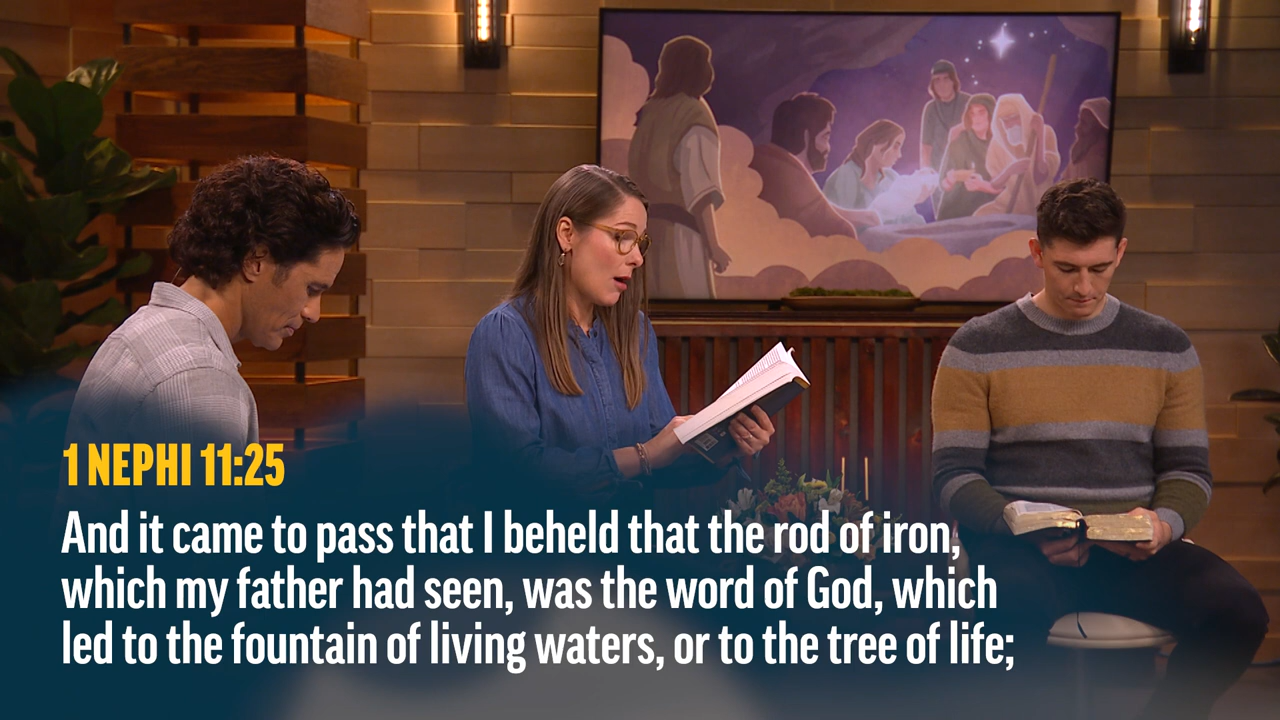 1 NEPHI 11:25
And it came to pass that I beheld that the rod of iron,
which my father had seen, was the word of God, which
led to the fountain of living waters, or to the tree of life;